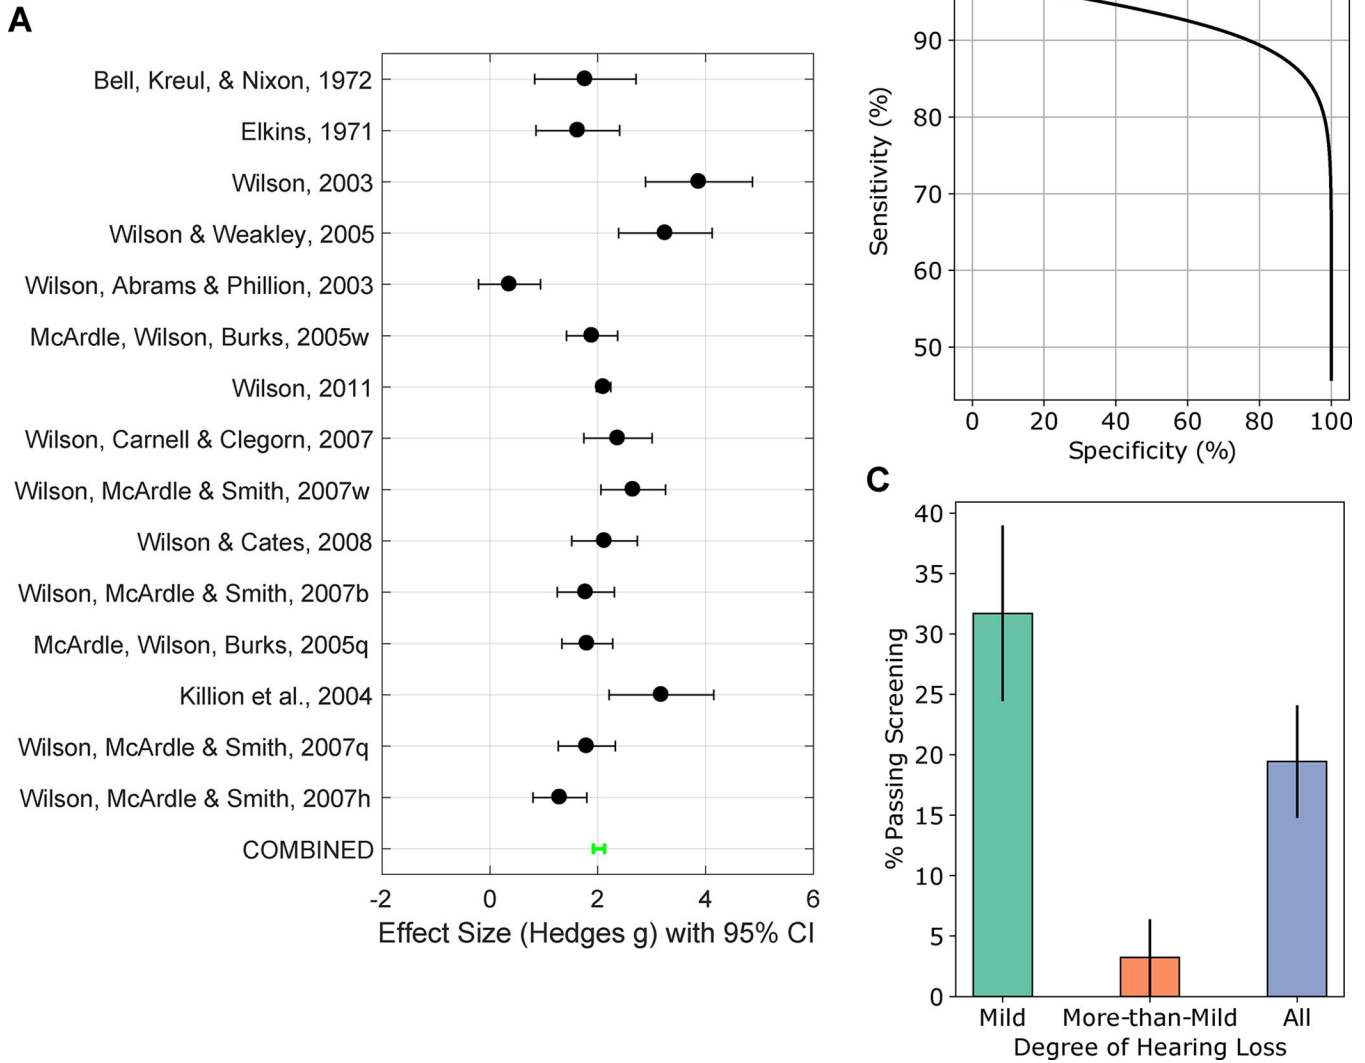 A
Bell, Kreul, & Nixon, 1972
Elkins, 1971
Wilson, 2003
Wilson & Weakley, 2005
Wilson, Abrams & Phillion, 2003
McArdle, Wilson, Burks, 2005w
Wilson, 2011
Wilson, Carnell & Clegorn, 2007
Wilson, McArdle & Smith, 2007w
Wilson & Cates, 2008
Wilson, McArdle & Smith, 2007b
McArdle, Wilson, Burks, 2005q
Killion et al., 2004
Wilson, McArdle & Smith, 2007q
Wilson, McArdle & Smith, 2007h
COMBINED
-2 0 2 4 6
Effect Size (Hedges g) with 95% CI
Sensitivity (%)
90
80
70
60
50
0 20 40 60 80 100
Specificity (%)
C
% Passing Screening
40
35
30
25
20
15
10
5
0
Mild More-than-Mild All
Degree of Hearing Loss